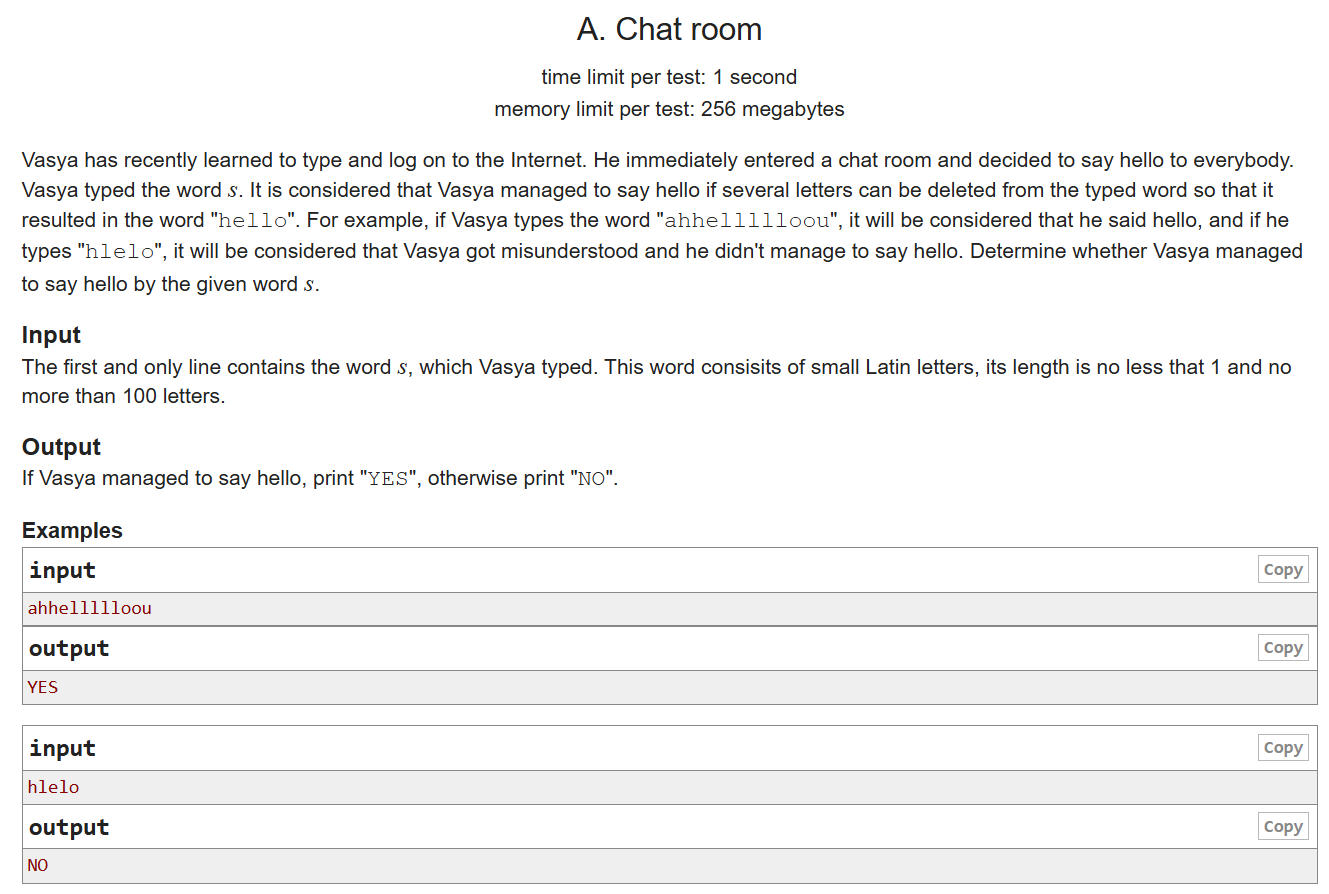 A. Chat room
time limit per test: 1 second
memory limit per test: 256 megabytes
Vasya has recently learned to type and log on to the Internet. He immediately entered a chat room and decided to say hello to everybody.
Vasya typed the word s. It is considered that Vasya managed to say hello if several letters can be deleted from the typed word so that it
resulted in the word "hello". For example, if Vasya types the word "ahhellllloou", it will be considered that he said hello, and if he
types "hlelo", it will be considered that Vasya got misunderstood and he didn't manage to say hello. Determine whether Vasya managed
to say hello by the given word s.
Input
The first and only line contains the word s, which Vasya typed. This word consisits of small Latin letters, its length is no less that 1 and no
more than 100 letters.
Output
If Vasya managed to say hello, print "YES", otherwise print "NO".
Examples
input
Copy
ahhellllloou
output
Copy
YES
input
Copy
hlelo
output
Copy
NO